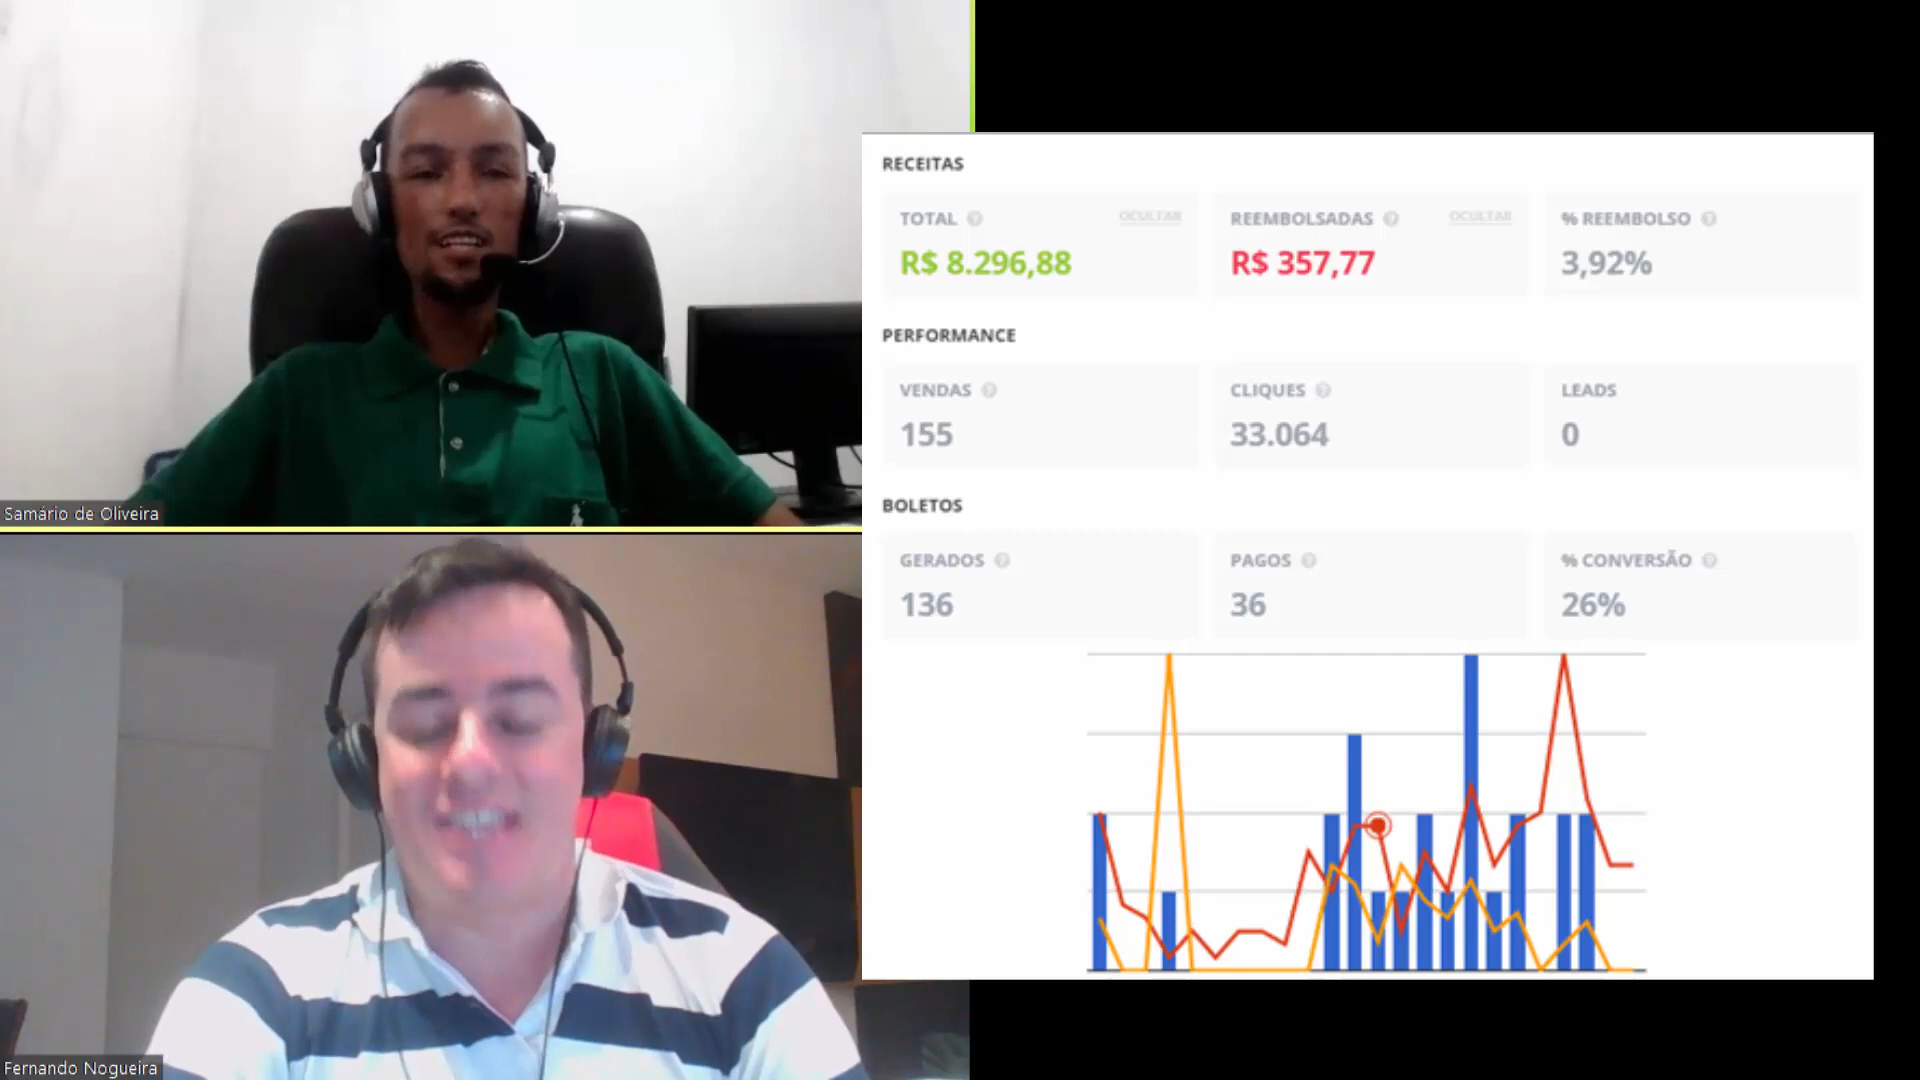 Samário de Oliveira
Fernando Nogueira
RECEITAS
TOTAL OCULTAR
R$ 8.296,88
REEMBOLSADAS OCULTAR
R$ 357,77
% REEMBOLSO
3,92%
PERFORMANCE
VENDAS
155
CLIQUES
33.064
LEADS
0
BOLETOS
GERADOS
136
PAGOS
36
% CONVERSÃO
26%